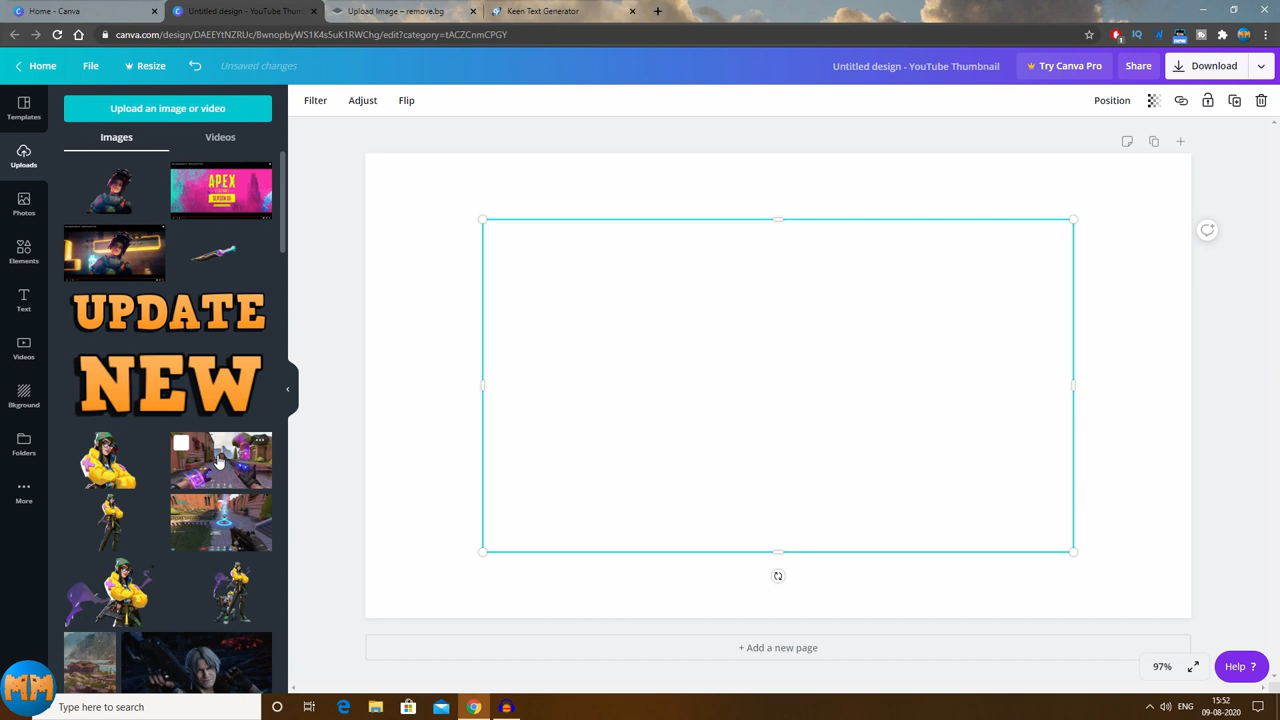 Uploads - Canva
Untitled design - YouTube Thum
Upload Image – remove.bg
Keen Text Generator
canva.com/design/DAEEYtNZRUc/BwnopbyWS1K4s5uK1RWChg/edit?category=tACZCnmCPGY
Home
File
Resize
Unsaved changes
Untitled design - YouTube Thumbnail
Try Canva Pro
Share
Download
Templates
Uploads
Photos
Elements
Text
Videos
Bkground
Folders
More
Upload an image or video
Images
Videos
APEX
UPDATE
NEW
Filter
Adjust
Flip
Position
+ Add a new page
97%
Help ?
MM
Type here to search
ENG
15:52
09-08-2020